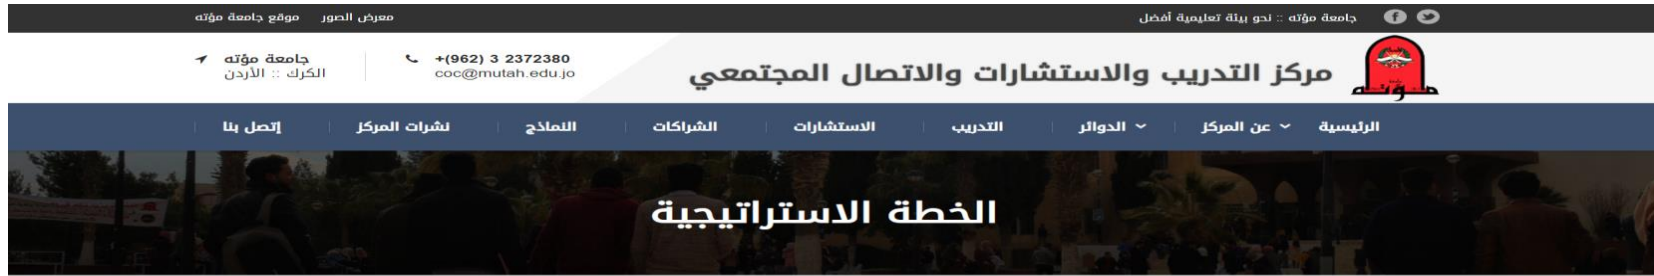 جامعة مؤته :: نحو بيئة تعليمية أفضل
معرض الصور
موقع جامعة مؤته
مركز التدريب والاستشارات والاتصال المجتمعي
+(962) 3 2372380
coc@mutah.edu.jo
جامعة مؤته
الكرك :: الأردن
الرئيسية
عن المركز
الدوائر
التدريب
الاستشارات
الشراكات
النماذج
نشرات المركز
إتصل بنا
الخطة الاستراتيجية